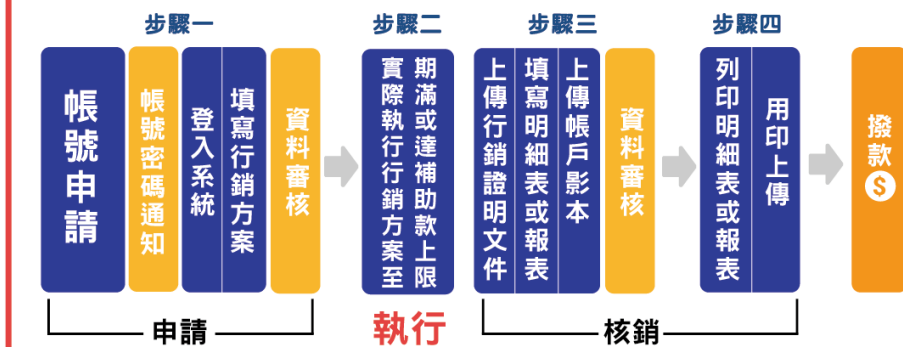 步驟一
帳號申請
帳號密碼通知
登入系統
填寫行銷方案
資料審核
步驟二
實際執行行銷方案至
期滿或達補助款上限
步驟三
上傳行銷證明文件
填寫明細表或報表
上傳帳戶影本
資料審核
步驟四
列印明細表或報表
用印上傳
撥款
$
申請
執行
核銷